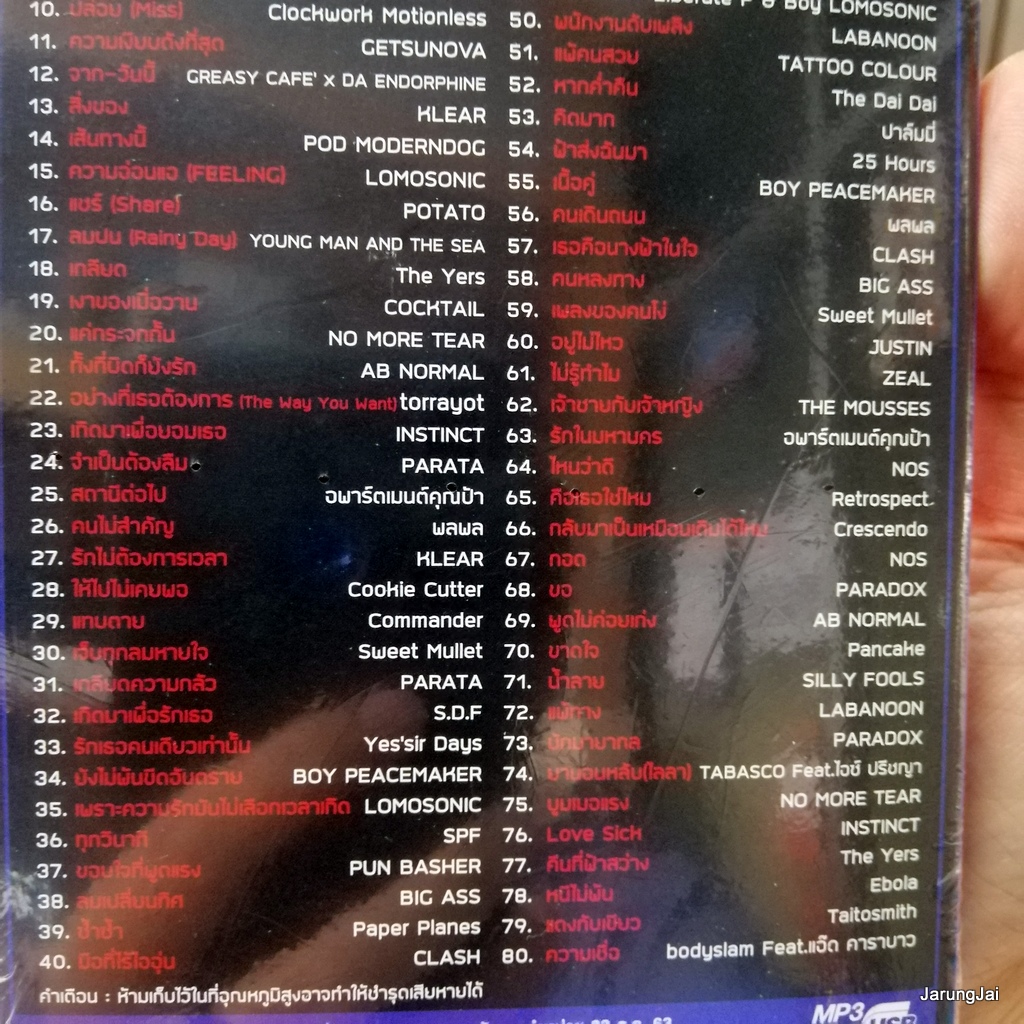 10. ปล่อย (Miss) Clockwork Motionless
11. ความเงียบดังที่สุด GETSUNOVA
12. จาก-วันนี้ GREASY CAFE' x DA ENDORPHINE
13. สิ่งของ KLEAR
14. เส้นทางนี้ POD MODERNDOG
15. ความอ่อนแอ (FEELING) LOMOSONIC
16. แชร์ (Share) POTATO
17. ลมฝน (Rainy Day) YOUNG MAN AND THE SEA
18. เกลียด The Yers
19. เงาของเมื่อวาน COCKTAIL
20. แค่กระจกกั้น NO MORE TEAR
21. ทั้งที่ผิดก็ยังรัก AB NORMAL
22. อย่างที่เธอต้องการ (The Way You Want) torrayot
23. เกิดมาเพื่อยอมเธอ INSTINCT
24. จำเป็นต้องลืม PARATA
25. สถานีต่อไป อพาร์ตเมนต์คุณป้า
26. คนไม่สำคัญ พลพล
27. รักไม่ต้องการเวลา KLEAR
28. ให้ไปไม่เคยพอ Cookie Cutter
29. แทบตาย Commander
30. เจ็บทุกลมหายใจ Sweet Mullet
31. เกลียดความกลัว PARATA
32. เกิดมาเพื่อรักเธอ S.D.F
33. รักเธอคนเดียวเท่านั้น Yes'sir Days
34. ยังไม่พ้นขีดอันตราย BOY PEACEMAKER
35. เพราะความรักมันไม่เลือกเวลาเกิด LOMOSONIC
36. ทุกวินาที SPF
37. ขอบใจที่พูดแรง PUN BASHER
38. ลมเปลี่ยนทิศ BIG ASS
39. ซ้ำซ้ำ Paper Planes
40. มือที่ไร้ไออุ่น CLASH
Liberate P & Boy LOMOSONIC
50. พนักงานดับเพลิง LABANOON
51. แพ้คนสวย TATTOO COLOUR
52. หากค่ำคืน The Dai Dai
53. คิดมาก ปาล์มมี่
54. ฟ้าส่งฉันมา 25 Hours
55. เนื้อคู่ BOY PEACEMAKER
56. คนเดินถนน พลพล
57. เธอคือนางฟ้าในใจ CLASH
58. คนหลงทาง BIG ASS
59. เพลงของคนโง่ Sweet Mullet
60. อยู่ไม่ไหว JUSTIN
61. ไม่รู้ทำไม ZEAL
62. เจ้าชายกับเจ้าหญิง THE MOUSSES
63. รักในมหานคร อพาร์ตเมนต์คุณป้า
64. ไหนว่าดี NOS
65. คือเธอใช่ไหม Retrospect
66. กลับมาเป็นเหมือนเดิมได้ไหม Crescendo
67. กอด NOS
68. ขอ PARADOX
69. พูดไม่ค่อยเก่ง AB NORMAL
70. ขาดใจ Pancake
71. น้ำลาย SILLY FOOLS
72. แพ้ทาง LABANOON
73. นักมายากล PARADOX
74. ยานอนหลับ(ไลลา) TABASCO Feat.ไอซ์ ปรีชญา
75. บูมเมอแรง NO MORE TEAR
76. Love Sick INSTINCT
77. คืนที่ฟ้าสว่าง The Yers
78. หนีไม่พ้น Ebola
79. แดงกับเขียว Taitosmith
80. ความเชื่อ bodyslam Feat.แอ๊ด คาราบาว
คำเตือน : ห้ามเก็บไว้ในที่อุณหภูมิสูงอาจทำให้ชำรุดเสียหายได้
MP3 USB
JarungJai